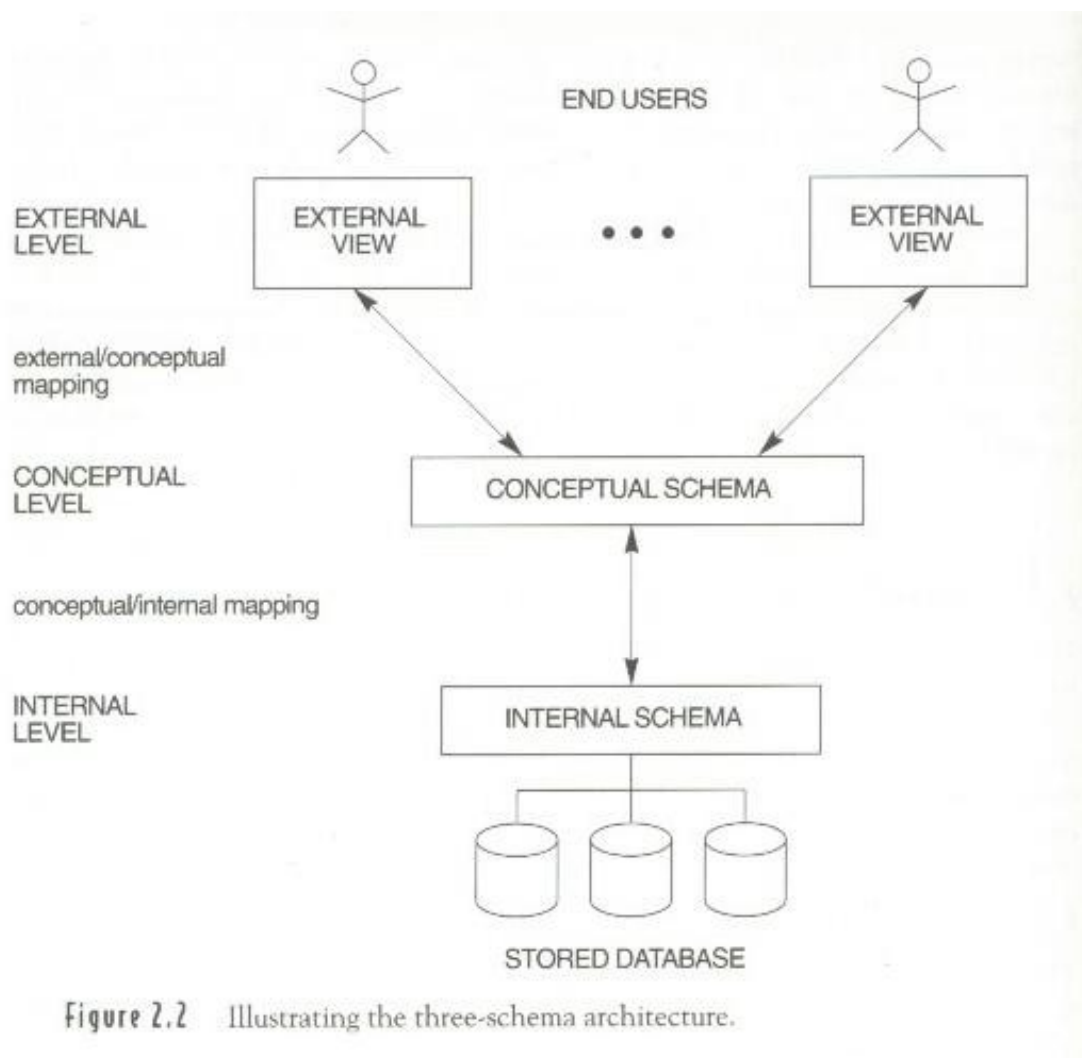 END USERS
EXTERNAL
LEVEL
EXTERNAL
VIEW
EXTERNAL
VIEW
external/conceptual
mapping
CONCEPTUAL
LEVEL
CONCEPTUAL SCHEMA
conceptual/internal mapping
INTERNAL
LEVEL
INTERNAL SCHEMA
STORED DATABASE
Figure 2.2 Illustrating the three-schema architecture.